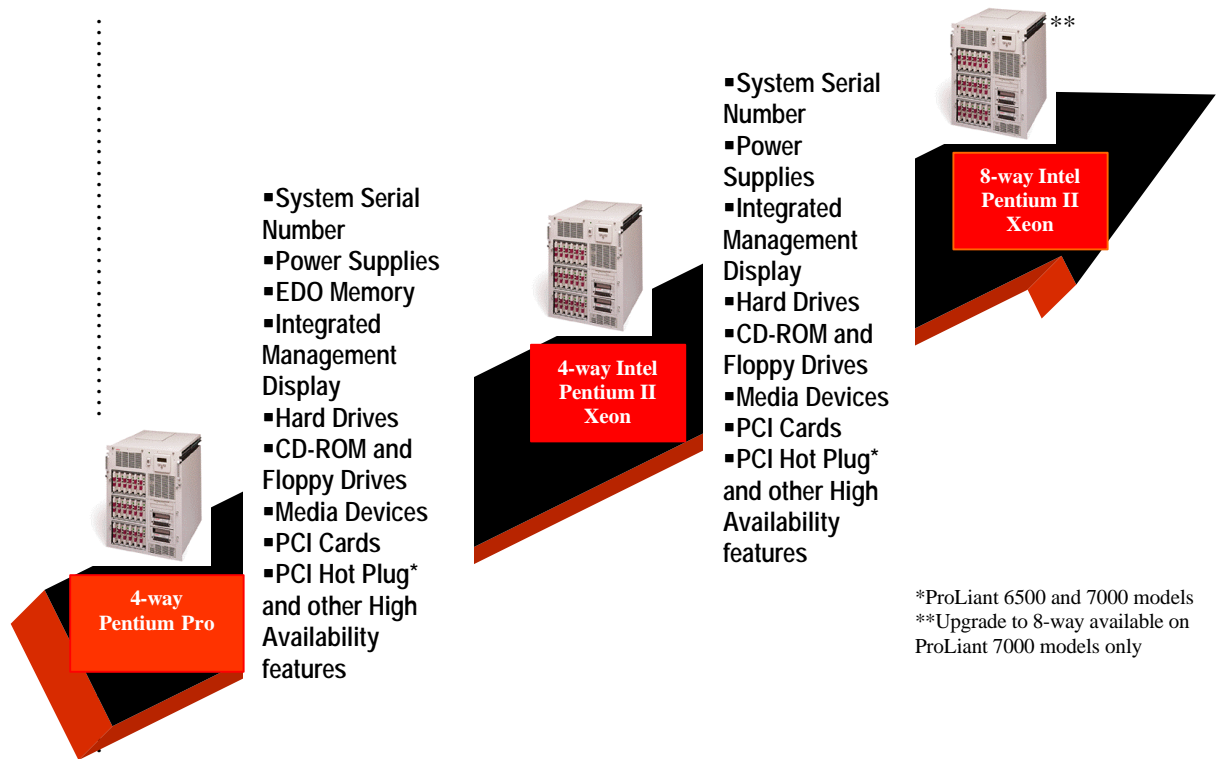 4-way
Pentium Pro
▪System Serial
Number
▪Power Supplies
▪EDO Memory
▪Integrated
Management
Display
▪Hard Drives
▪CD-ROM and
Floppy Drives
▪Media Devices
▪PCI Cards
▪PCI Hot Plug*
and other High
Availability
features
4-way Intel
Pentium II
Xeon
▪System Serial
Number
▪Power
Supplies
▪Integrated
Management
Display
▪Hard Drives
▪CD-ROM and
Floppy Drives
▪Media Devices
▪PCI Cards
▪PCI Hot Plug*
and other High
Availability
features
**
8-way Intel
Pentium II
Xeon
*ProLiant 6500 and 7000 models
**Upgrade to 8-way available on
ProLiant 7000 models only